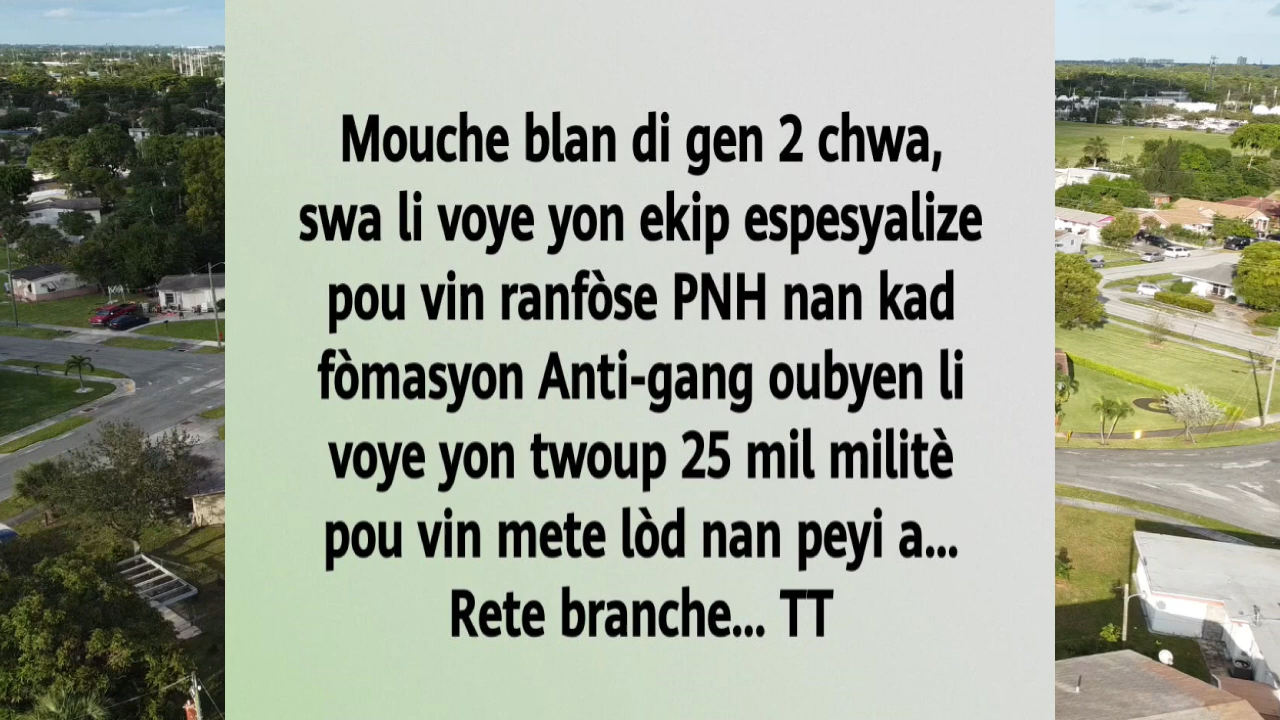 Mouche blan di gen 2 chwa,
swa li voye yon ekip espesyalize
pou vin ranfòse PNH nan kad
fòmasyon Anti-gang oubyen li
voye yon twoup 25 mil militè
pou vin mete lòd nan peyi a...
Rete branche... TT